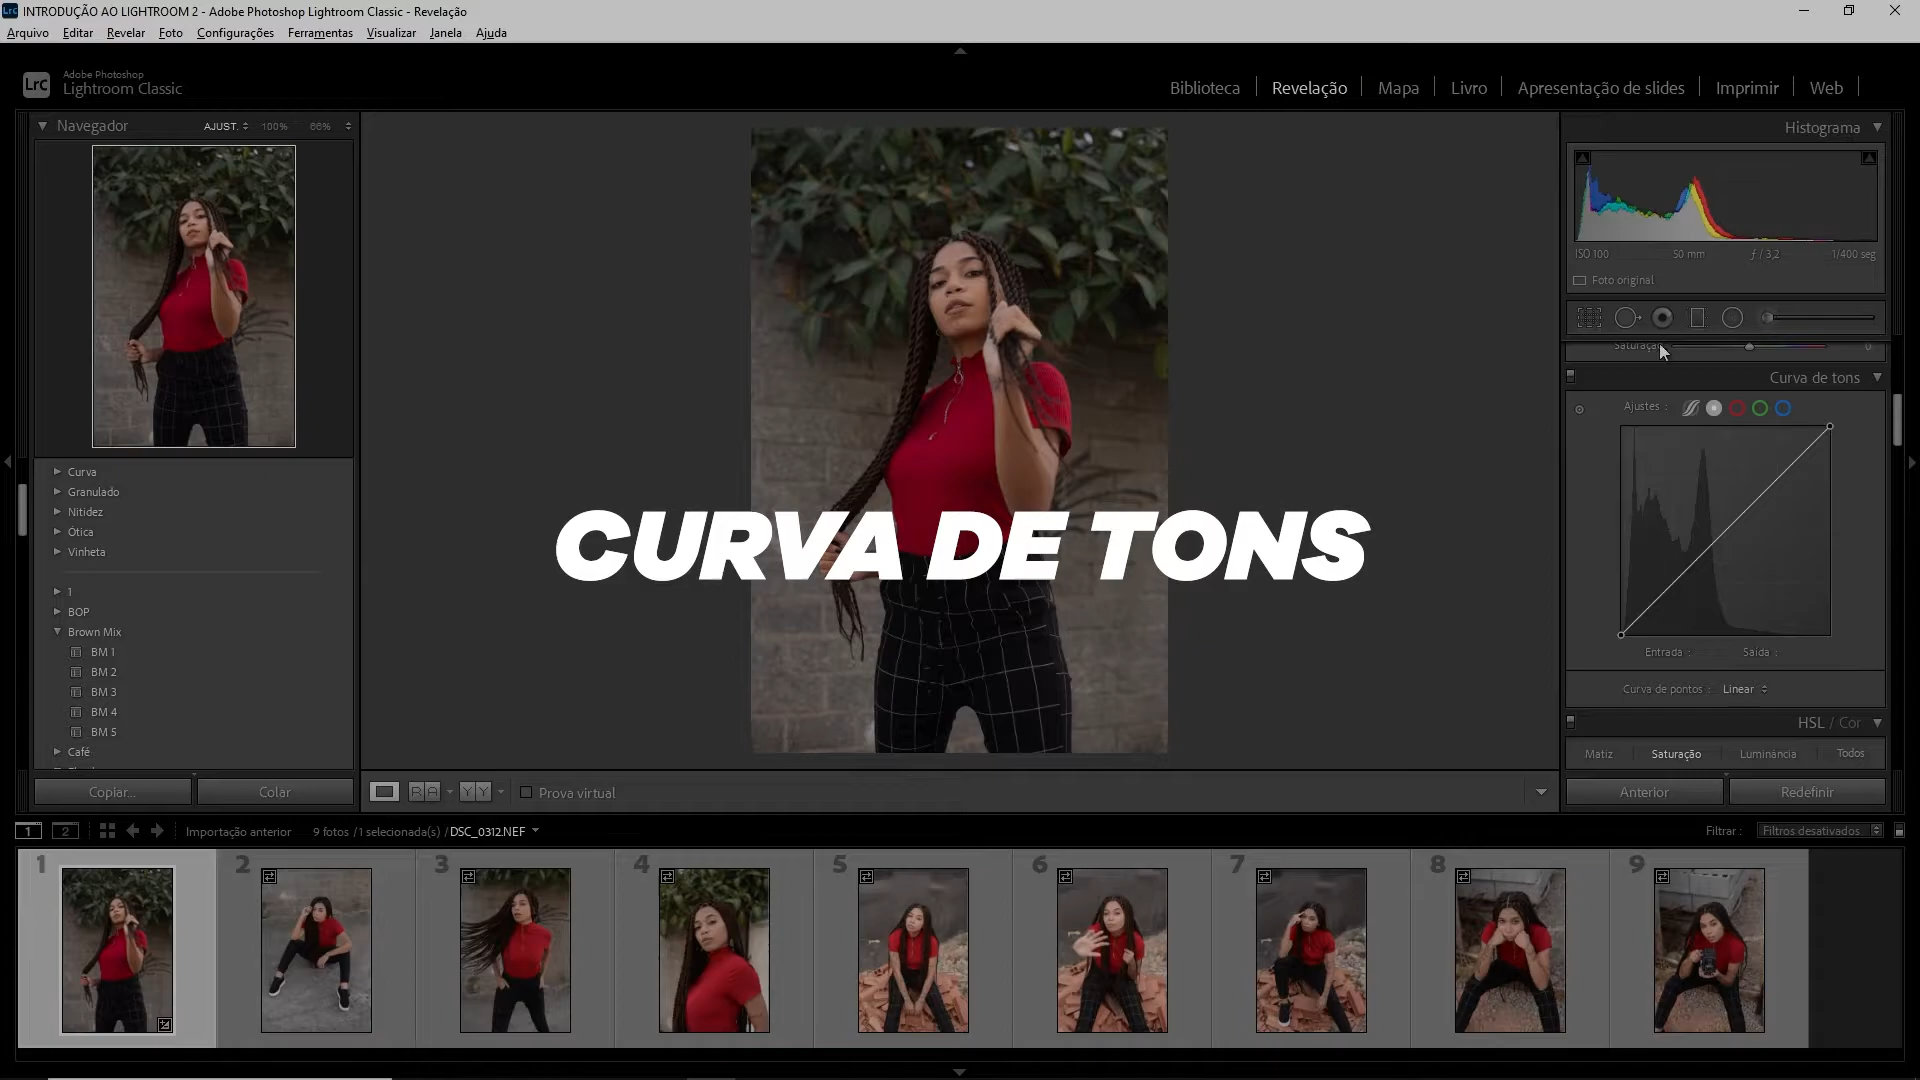 INTRODUÇÃO AO LIGHTROOM 2 - Adobe Photoshop Lightroom Classic - Revelação
Arquivo Editar Revelar Foto Configurações Ferramentas Visualizar Janela Ajuda
LrC
Adobe Photoshop
Lightroom Classic
Biblioteca Revelação Mapa Livro Apresentação de slides Imprimir Web
Navegador AJUST. 100% 66%
Histograma
ISO 100 50 mm ƒ / 3,2 1/400 seg
Foto original
Saturação 0
Curva de tons
Ajustes :
Entrada : Saída :
Curva de pontos : Linear
HSL / Cor
Matiz Saturação Luminância Todos
Anterior Redefinir
Curva
Granulado
Nitidez
Ótica
Vinheta
1
BOP
Brown Mix
BM 1
BM 2
BM 3
BM 4
BM 5
Café
Copiar... Colar
CURVA DE TONS
R A Y Y Prova virtual
1 2 Importação anterior 9 fotos / 1 selecionada(s) / DSC_0312.NEF
Filtrar : Filtros desativados
1 2 3 4 5 6 7 8 9